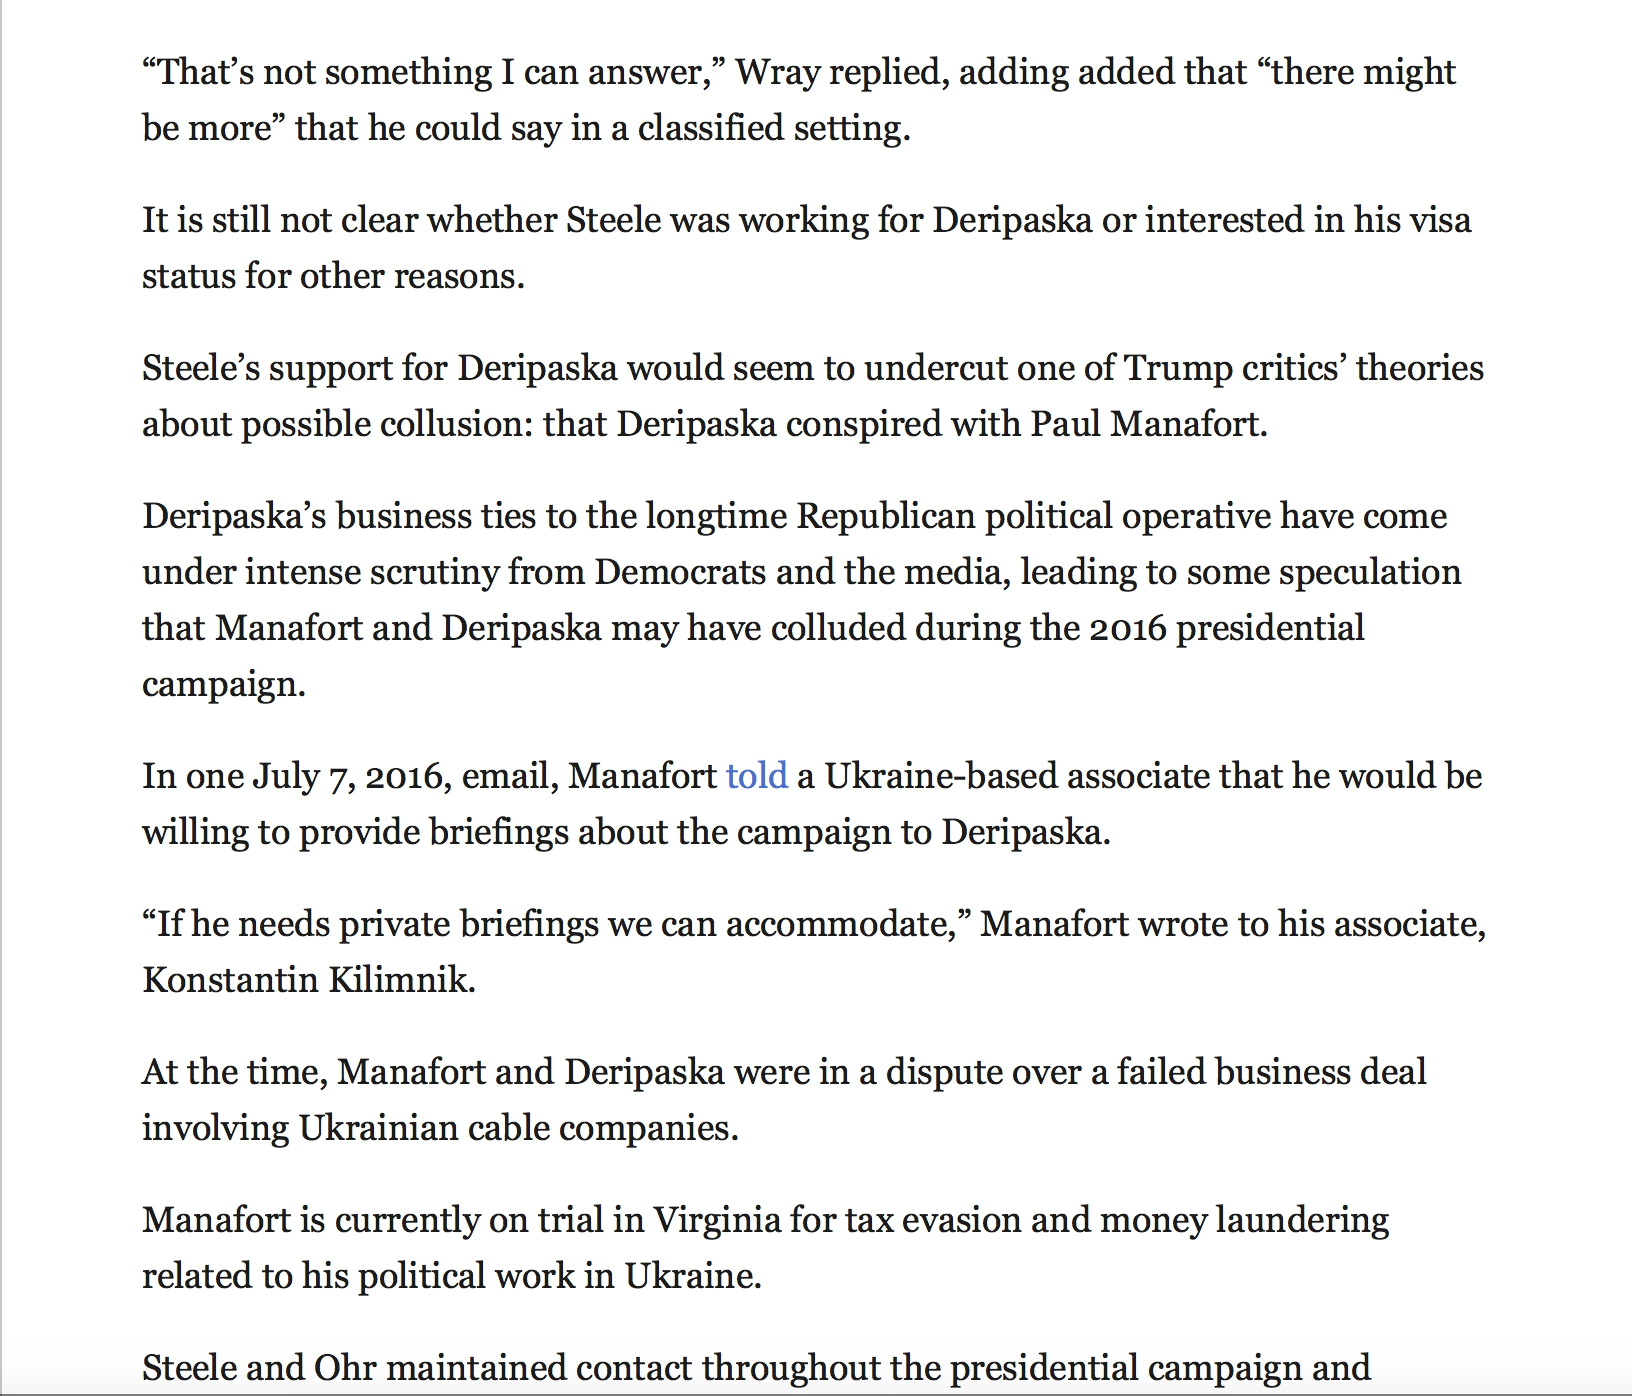 “That’s not something I can answer,” Wray replied, adding added that “there might
be more” that he could say in a classified setting.
It is still not clear whether Steele was working for Deripaska or interested in his visa
status for other reasons.
Steele’s support for Deripaska would seem to undercut one of Trump critics’ theories
about possible collusion: that Deripaska conspired with Paul Manafort.
Deripaska’s business ties to the longtime Republican political operative have come
under intense scrutiny from Democrats and the media, leading to some speculation
that Manafort and Deripaska may have colluded during the 2016 presidential
campaign.
In one July 7, 2016, email, Manafort told a Ukraine-based associate that he would be
willing to provide briefings about the campaign to Deripaska.
“If he needs private briefings we can accommodate,” Manafort wrote to his associate,
Konstantin Kilimnik.
At the time, Manafort and Deripaska were in a dispute over a failed business deal
involving Ukrainian cable companies.
Manafort is currently on trial in Virginia for tax evasion and money laundering
related to his political work in Ukraine.
Steele and Ohr maintained contact throughout the presidential campaign and